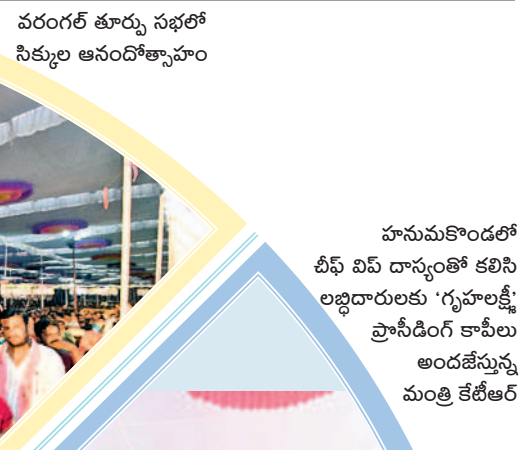 వరంగల్ తూర్పు సభలో
సిక్కుల ఆనందోత్సాహం
హనుమకొండలో
చీఫ్ విప్ దాస్యంతో కలిసి
లబ్ధిదారులకు ‘గృహలక్ష్మీ’
ప్రొసీడింగ్ కాపీలు
అందజేస్తున్న
మంత్రి కేటీఆర్